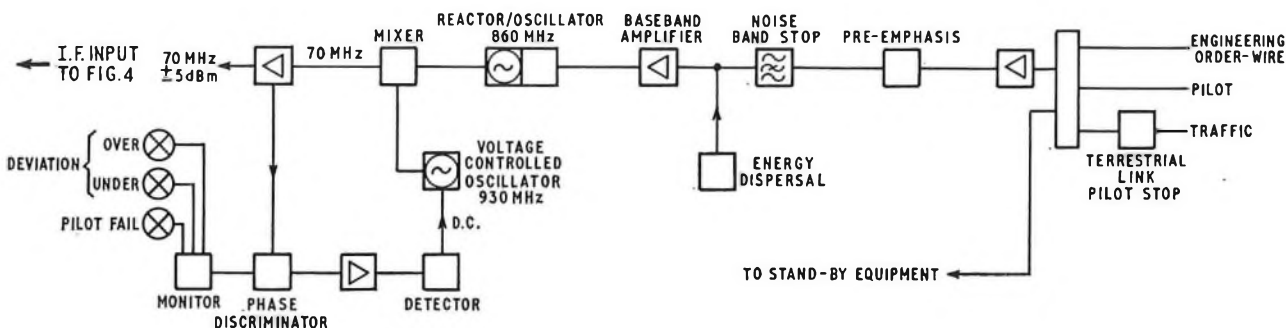 I.F. INPUT
TO FIG.4
70 MHz
±5dBm
70 MHz
MIXER
REACTOR/OSCILLATOR
860 MHz
BASEBAND
AMPLIFIER
NOISE
BAND STOP
PRE-EMPHASIS
ENGINEERING
ORDER-WIRE
PILOT
TRAFFIC
TERRESTRIAL
LINK
PILOT STOP
DEVIATION
OVER
UNDER
PILOT FAIL
VOLTAGE
CONTROLLED
OSCILLATOR
930 MHz
D.C.
ENERGY
DISPERSAL
TO STAND-BY EQUIPMENT
MONITOR
PHASE
DISCRIMINATOR
DETECTOR